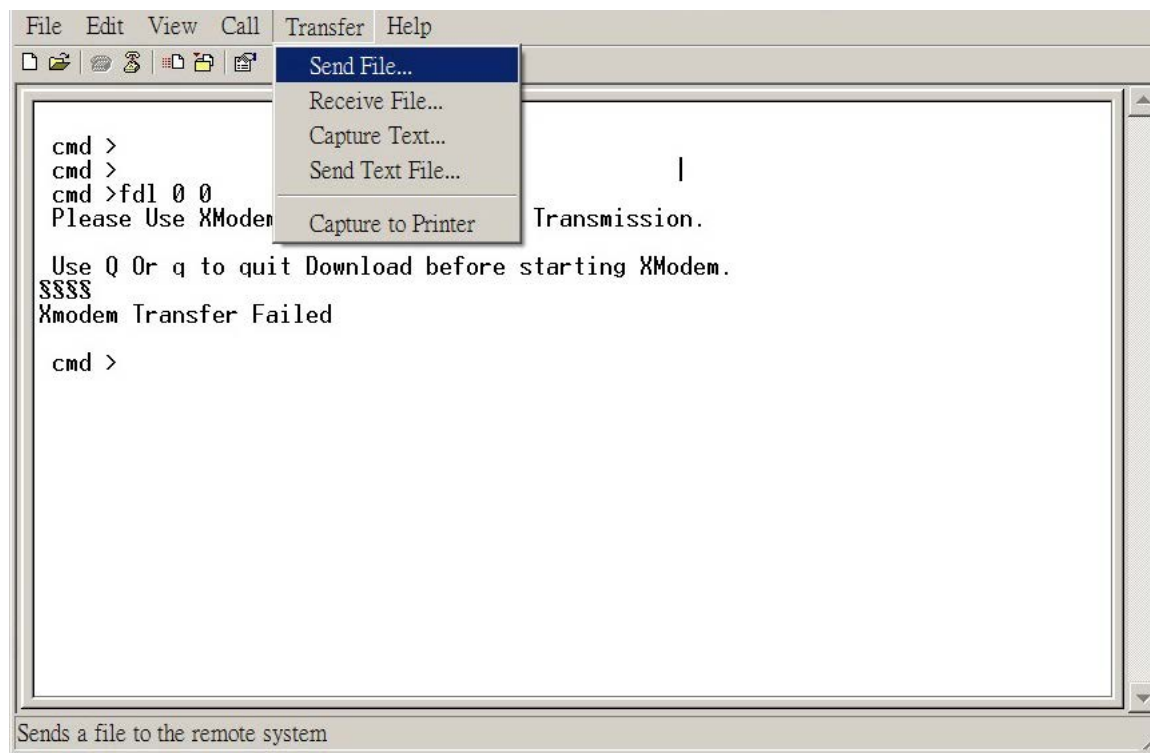 File Edit View Call Transfer Help
Send File...
Receive File...
Capture Text...
Send Text File...
Capture to Printer
cmd >
cmd >
cmd >fdl 0 0
Please Use XModem Transmission.
Use Q Or q to quit Download before starting XModem.
§§§§
Xmodem Transfer Failed
cmd >
Sends a file to the remote system